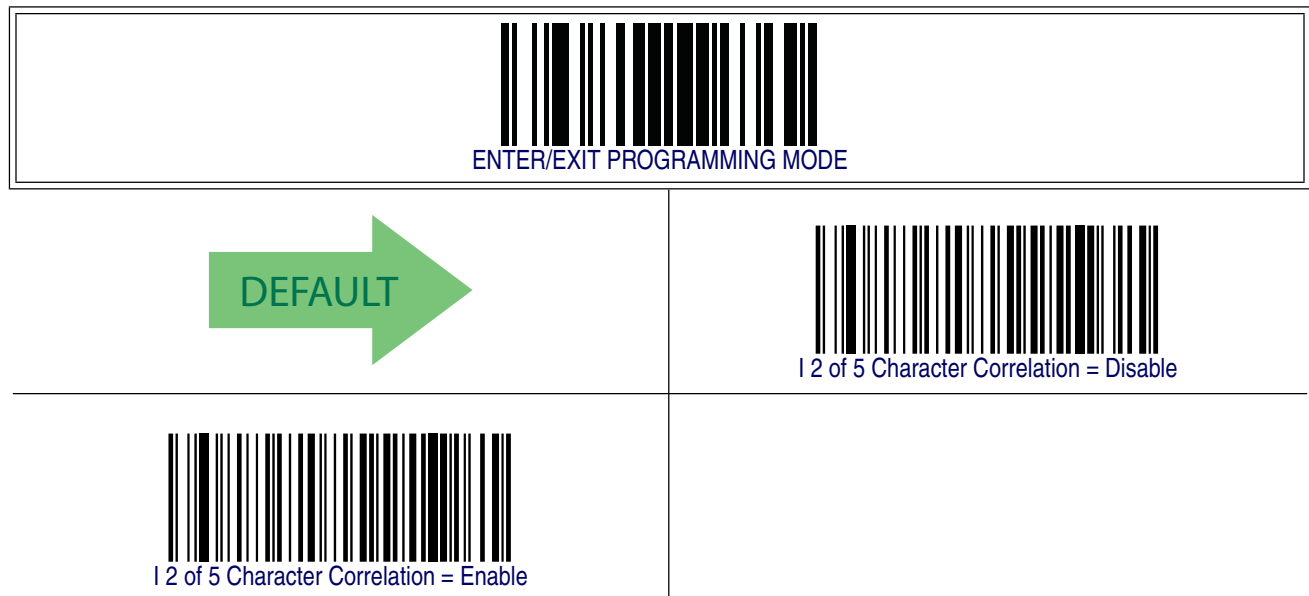 ENTER/EXIT PROGRAMMING MODE
DEFAULT
I 2 of 5 Character Correlation = Disable
I 2 of 5 Character Correlation = Enable